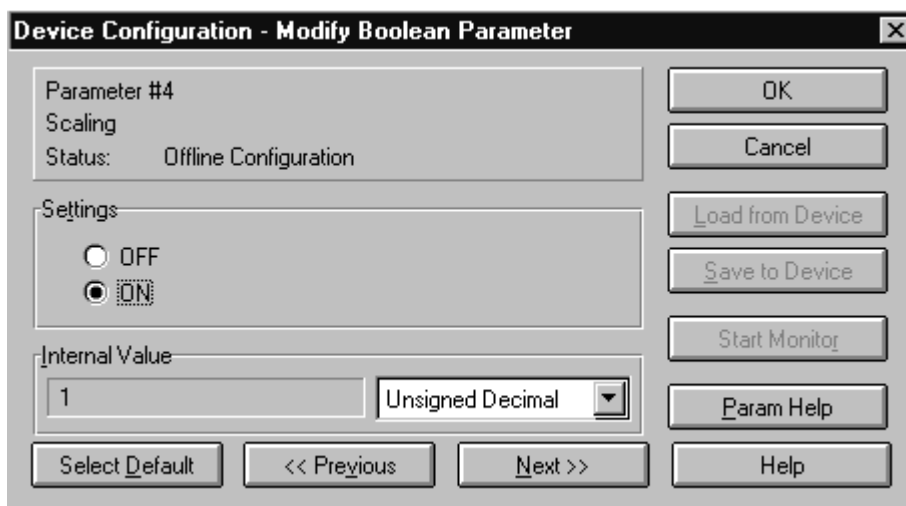 Device Configuration - Modify Boolean Parameter
Parameter #4
Scaling
Status: Offline Configuration
Settings
OFF
ON
Internal Value
1
Unsigned Decimal
Select Default
<< Previous
Next >>
OK
Cancel
Load from Device
Save to Device
Start Monitor
Param Help
Help